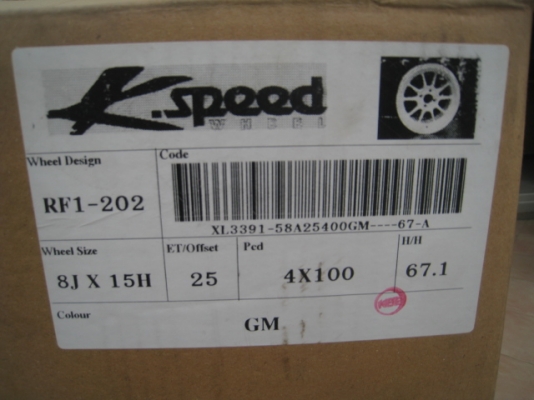 K.speed
WHEEL
Wheel Design
Code
RF1-202
XL3391-58A25400GM----67-A
Wheel Size
ET/Offset
Pcd
H/H
8J X 15H
25
4X100
67.1
Colour
GM